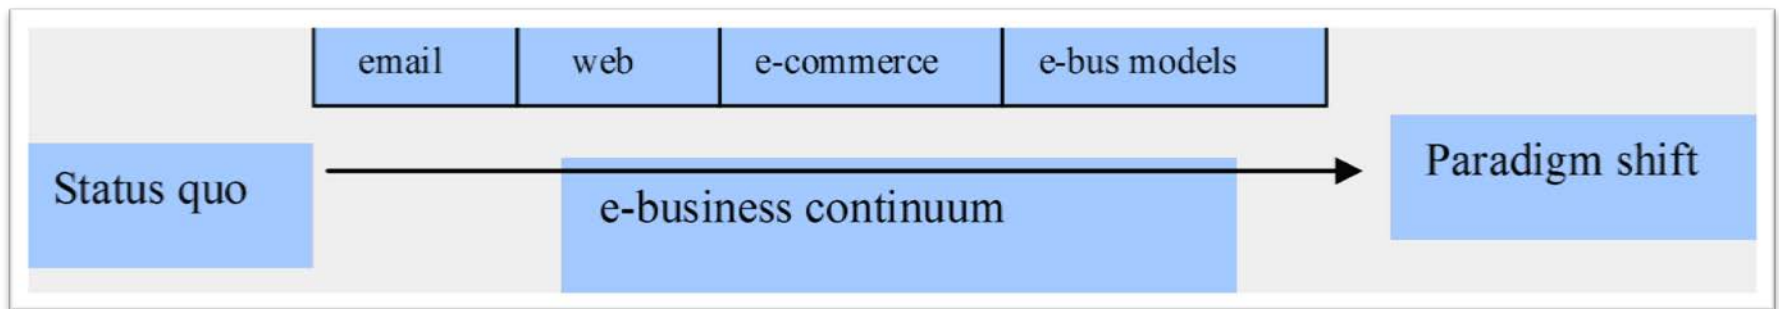 email web e-commerce e-bus models
Status quo
e-business continuum
Paradigm shift